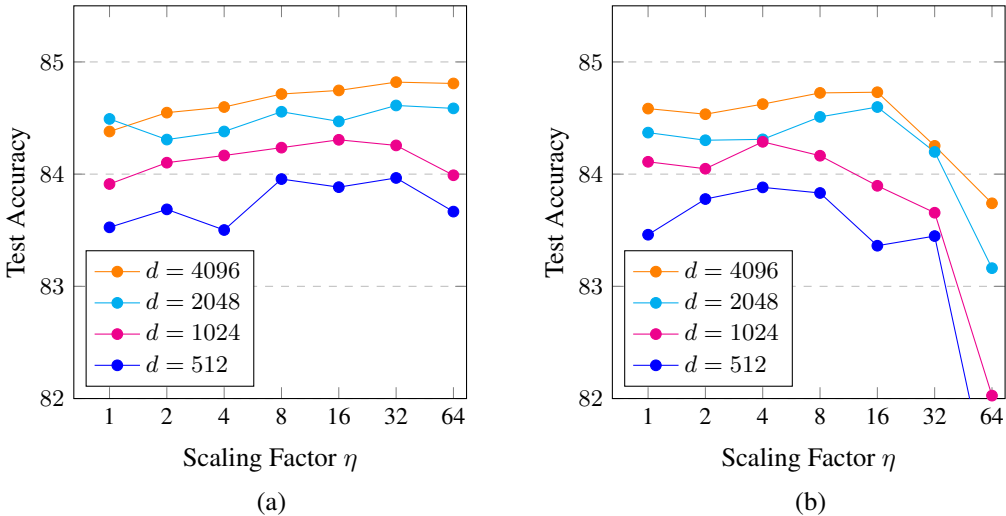 85
84
83
82
Test Accuracy
d = 4096
d = 2048
d = 1024
d = 512
1 2 4 8 16 32 64
Scaling Factor η
(a)
85
84
83
82
Test Accuracy
d = 4096
d = 2048
d = 1024
d = 512
1 2 4 8 16 32 64
Scaling Factor η
(b)